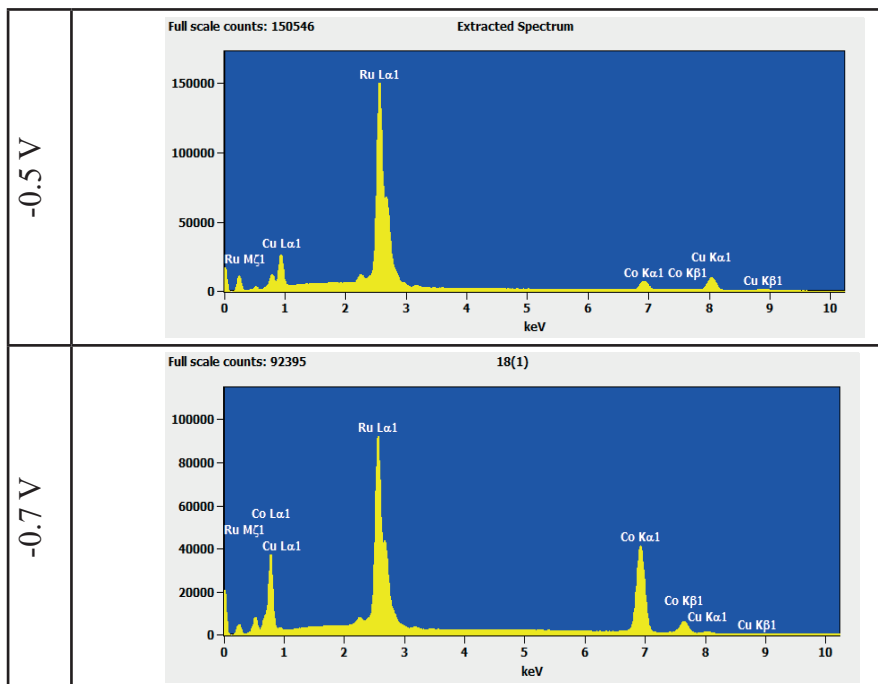 -0.5 V
Full scale counts: 150546 Extracted Spectrum
Ru Lα1
150000
100000
50000
Cu Lα1
Ru Mζ1
Cu Kα1
Co Kα1 Co Kβ1
Cu Kβ1
0
0 1 2 3 4 5 6 7 8 9 10
keV
-0.7 V
Full scale counts: 92395 18(1)
100000
Ru Lα1
80000
60000
Co Lα1
Ru Mζ1
Cu Lα1
Co Kα1
40000
Co Kβ1
Cu Kα1
Cu Kβ1
20000
0
0 1 2 3 4 5 6 7 8 9 10
keV